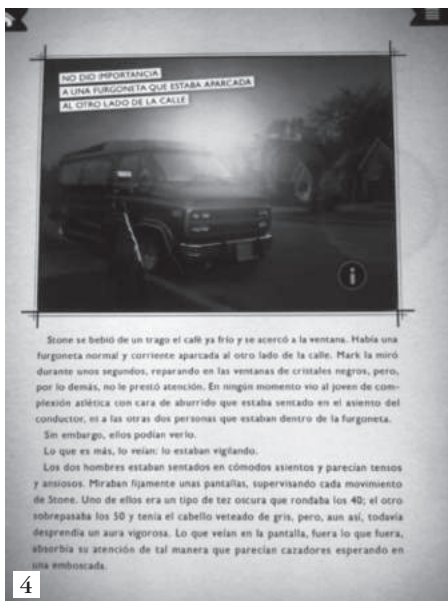 NO DIO IMPORTANCIA
A UNA FURGONETA QUE ESTABA APARCADA
AL OTRO LADO DE LA CALLE
i
Stone se bebió de un trago el café ya frío y se acercó a la ventana. Había una
furgoneta normal y corriente aparcada al otro lado de la calle. Mark la miró
durante unos segundos, reparando en las ventanas de cristales negros, pero,
por lo demás, no le prestó atención. En ningún momento vio al joven de com-
plexión atlética con cara de aburrido que estaba sentado en el asiento del
conductor, ni a las otras dos personas que estaban dentro de la furgoneta.
Sin embargo, ellos podían verlo.
Lo que es más, lo veían: lo estaban vigilando.
Los dos hombres estaban sentados en cómodos asientos y parecían tensos
y ansiosos. Miraban fijamente unas pantallas, supervisando cada movimiento
de Stone. Uno de ellos era un tipo de tez oscura que rondaba los 40; el otro
sobrepasaba los 50 y tenía el cabello veteado de gris, pero, aun así, todavía
desprendía un aura vigorosa. Lo que veían en la pantalla, fuera lo que fuera,
absorbía su atención de tal manera que parecían cazadores esperando en
una emboscada.
4